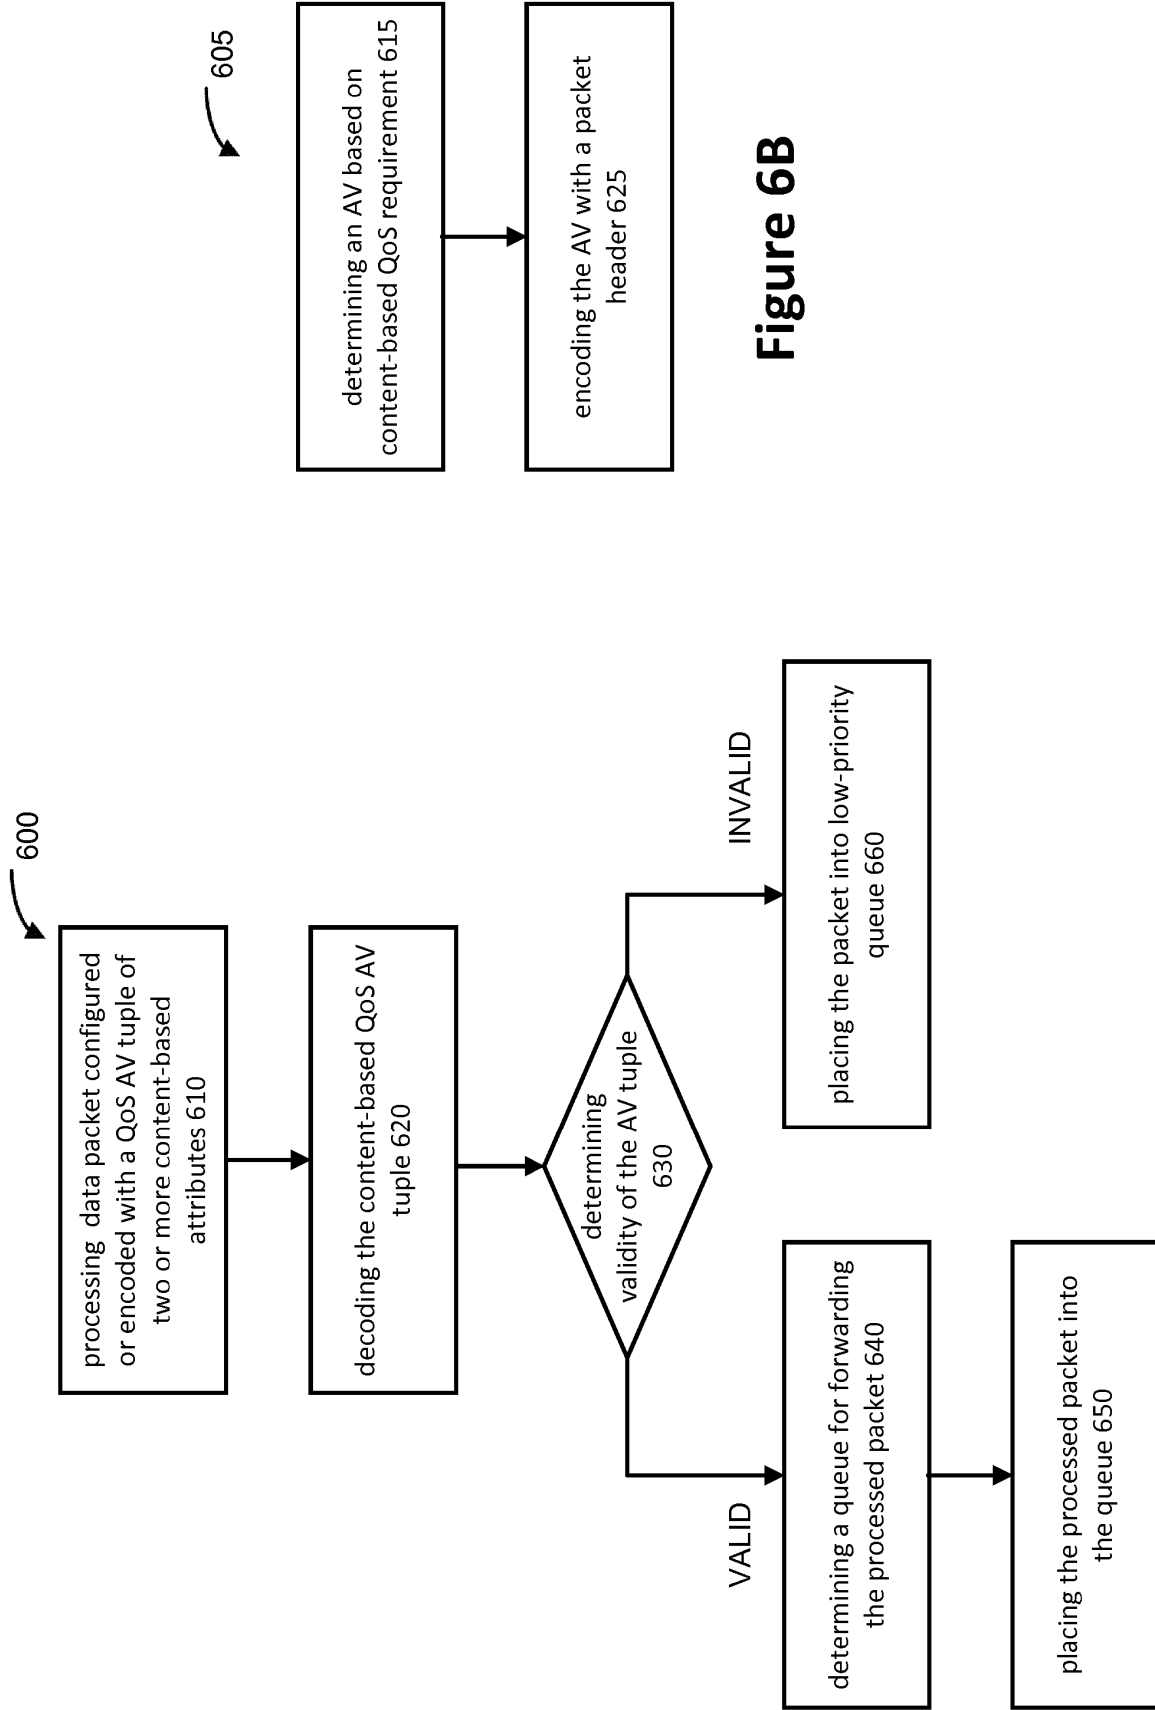 600
processing data packet configured
or encoded with a QoS AV tuple of
two or more content-based
attributes 610
decoding the content-based QoS AV
tuple 620
determining
validity of the AV tuple
630
VALID
INVALID
determining a queue for forwarding
the processed packet 640
placing the packet into low-priority
queue 660
placing the processed packet into
the queue 650
605
determining an AV based on
content-based QoS requirement 615
encoding the AV with a packet
header 625
Figure 6B